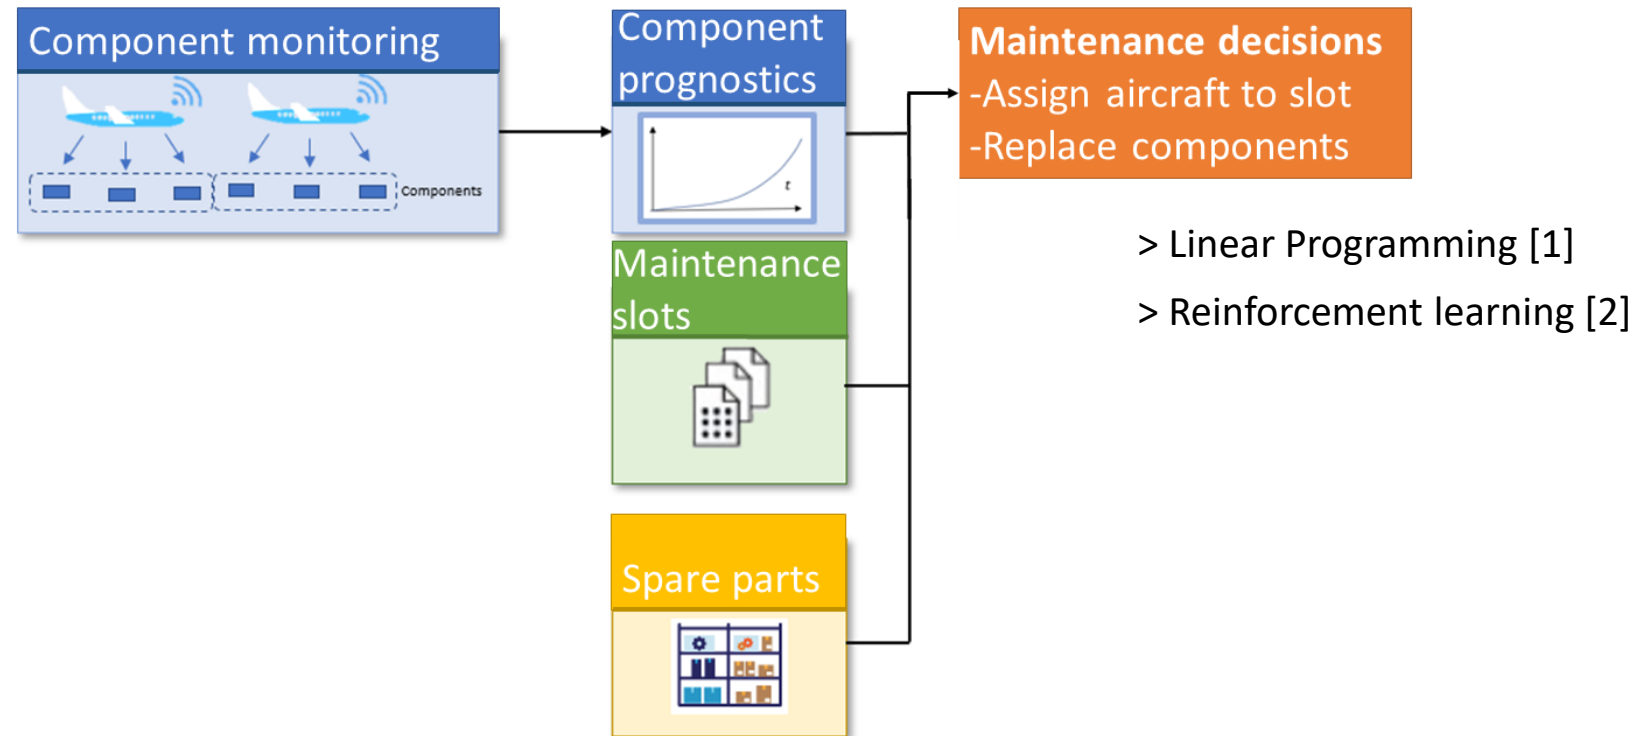 Component monitoring
Components
Component
prognostics
t
Maintenance
slots
Spare parts
Maintenance decisions
-Assign aircraft to slot
-Replace components
> Linear Programming [1]
> Reinforcement learning [2]